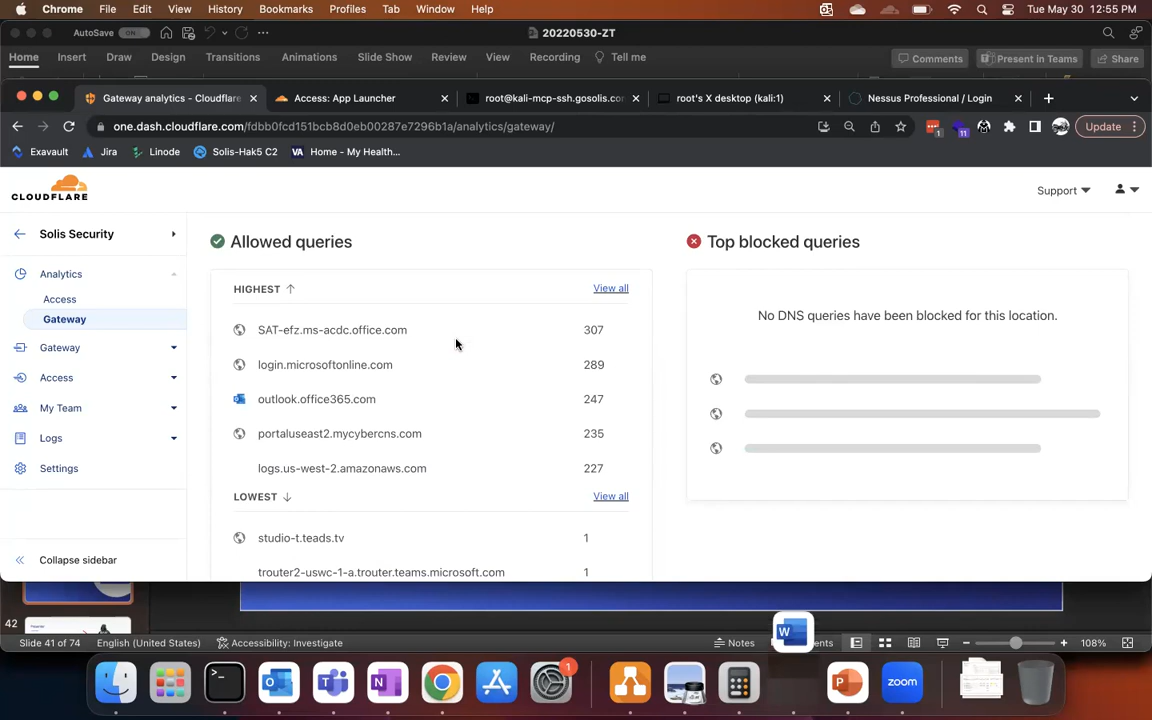 Chrome File Edit View History Bookmarks Profiles Tab Window Help Tue May 30 12:55 PM
AutoSave 20220530-ZT
Home Insert Draw Design Transitions Animations Slide Show Review View Recording Tell me Comments Present in Teams Share
Gateway analytics - Cloudflare Access: App Launcher root@kali-mcp-ssh.gosolis.com: root's X desktop (kali:1) Nessus Professional / Login
one.dash.cloudflare.com/fdbb0fcd151bcb8d0eb00287e7296b1a/analytics/gateway/ 1 11 Update
Exavault Jira Linode Solis-Hak5 C2 VA Home - My Health...
CLOUDFLARE
Support
Solis Security
Analytics
Access
Gateway
Gateway
Access
My Team
Logs
Settings
Collapse sidebar
Allowed queries
HIGHEST View all
SAT-efz.ms-acdc.office.com 307
login.microsoftonline.com 289
outlook.office365.com 247
portaluseast2.mycybercns.com 235
logs.us-west-2.amazonaws.com 227
LOWEST View all
studio-t.teads.tv 1
trouter2-uswc-1-a.trouter.teams.microsoft.com 1
Top blocked queries
No DNS queries have been blocked for this location.
42
Slide 41 of 74 English (United States) Accessibility: Investigate Notes 108%
1
zoom